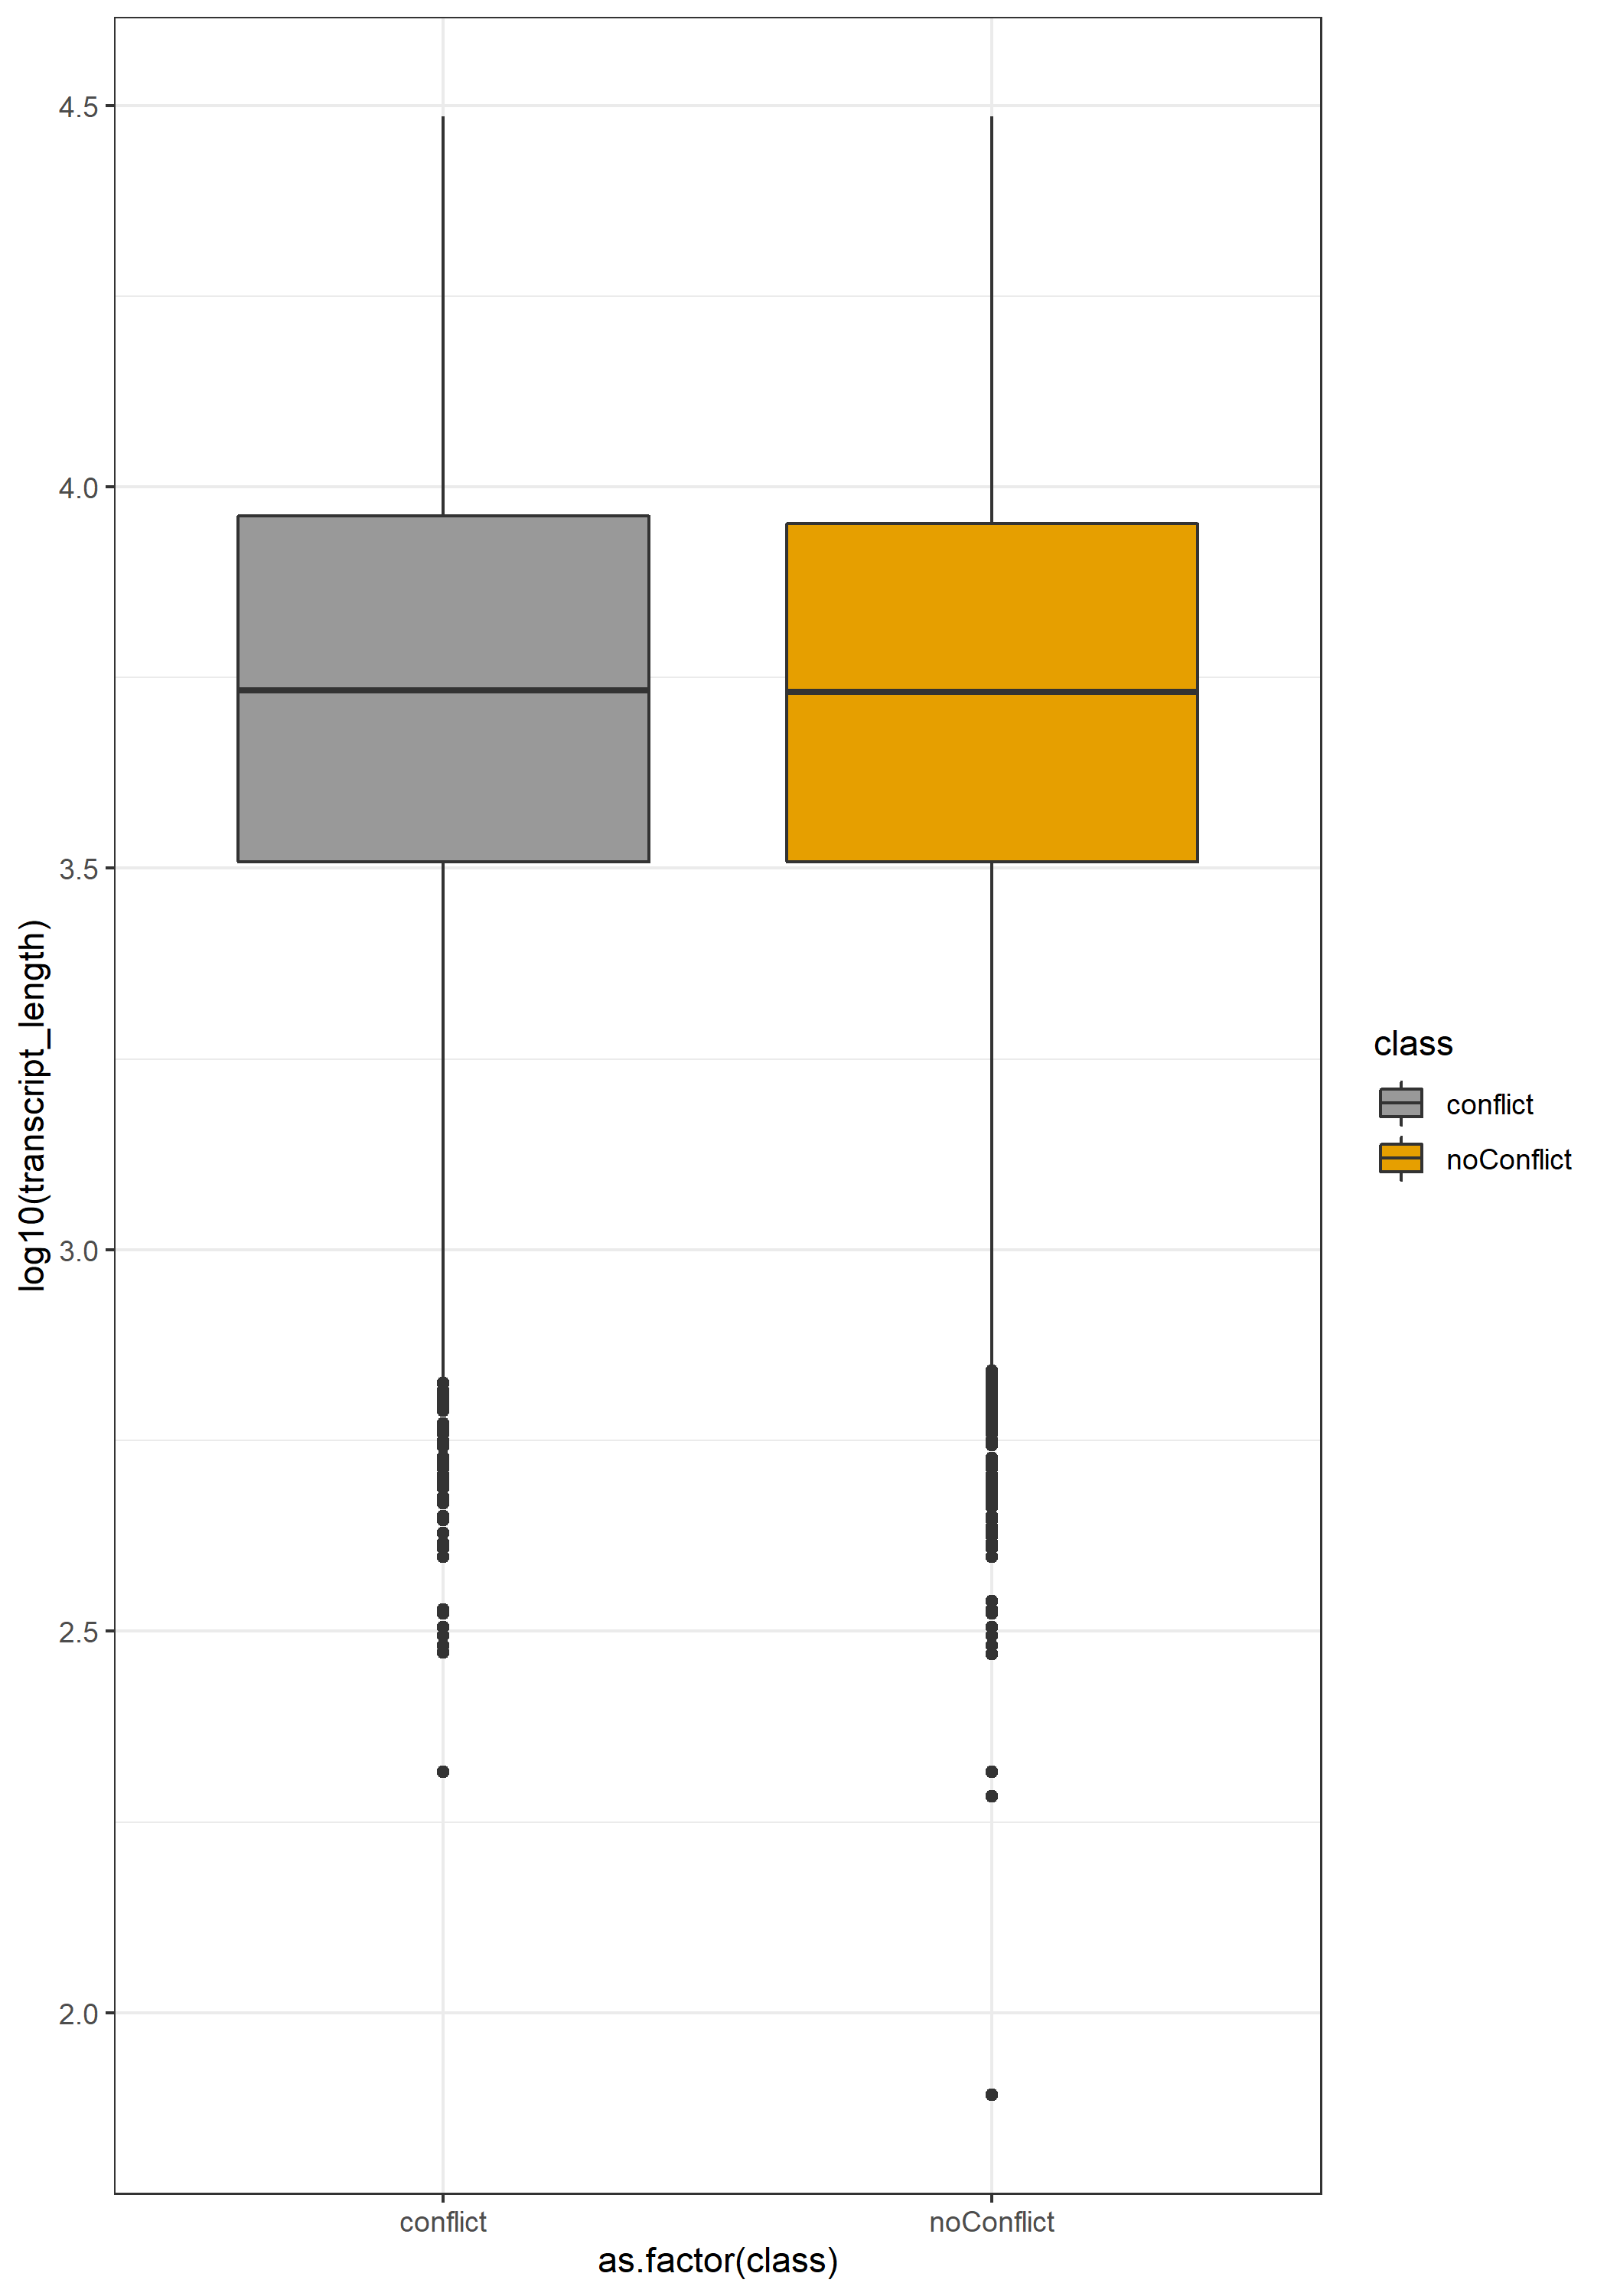 log10(transcript_length)
4.5
4.0
3.5
3.0
2.5
2.0
conflict
noConflict
as.factor(class)
class
conflict
noConflict